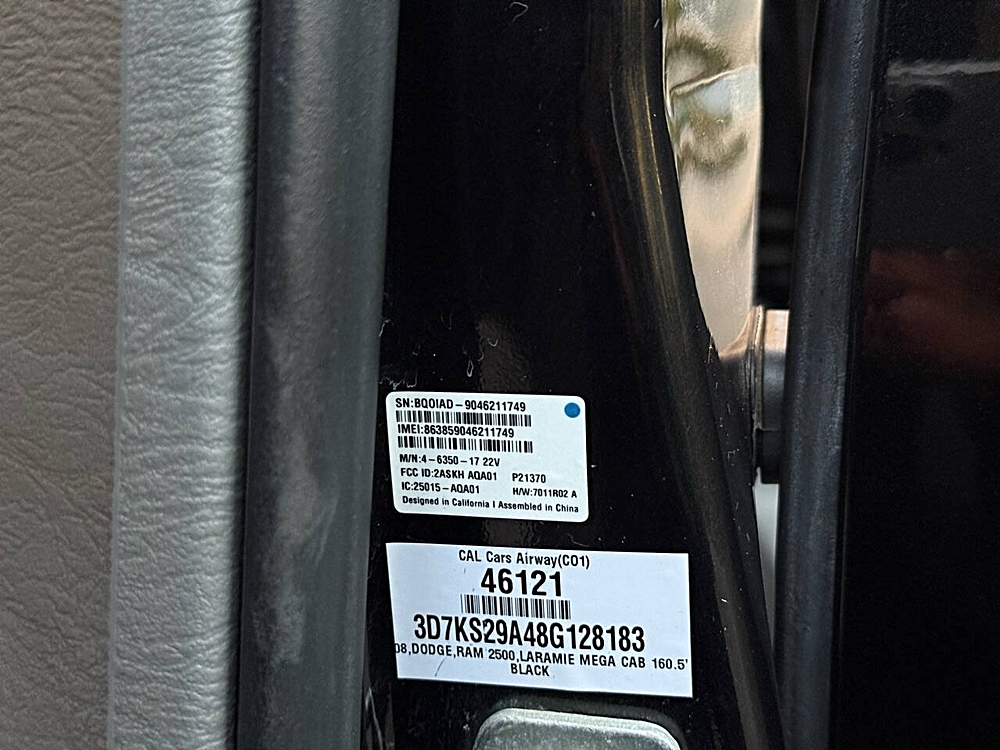 SN:BQOIAD-9046211749
IMEI:863859046211749
M/N:4-6350-17 22V
FCC ID:2ASKH AQA01 P21370
IC:25015-AQA01 H/W:7011R02 A
Designed in California I Assembled in China
CAL Cars Airway(CO1)
46121
3D7KS29A48G128183
08,DODGE,RAM 2500,LARAMIE MEGA CAB 160.5'
BLACK